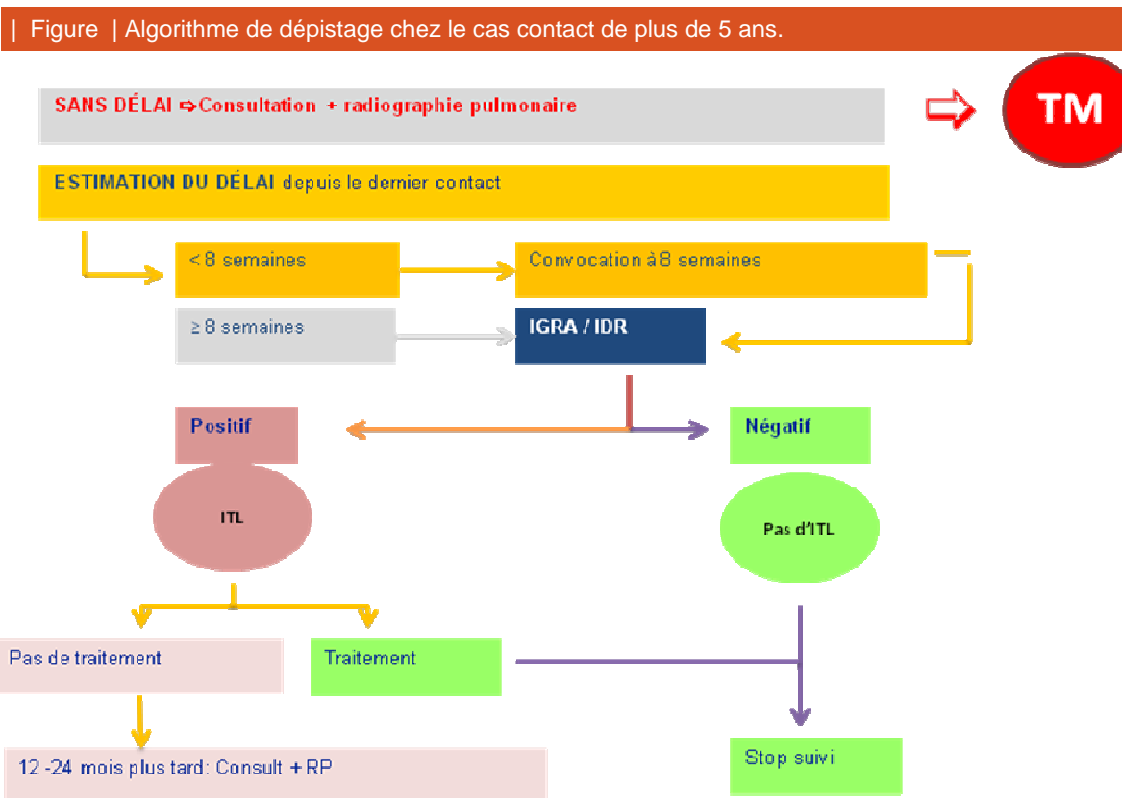 | Figure | Algorithme de dépistage chez le cas contact de plus de 5 ans.
SANS DÉLAI ⇨Consultation + radiographie pulmonaire
TM
ESTIMATION DU DÉLAI depuis le dernier contact
< 8 semaines
Convocation à 8 semaines
≥ 8 semaines
IGRA / IDR
Positif
Négatif
ITL
Pas d'ITL
Pas de traitement
Traitement
12 -24 mois plus tard: Consult + RP
Stop suivi